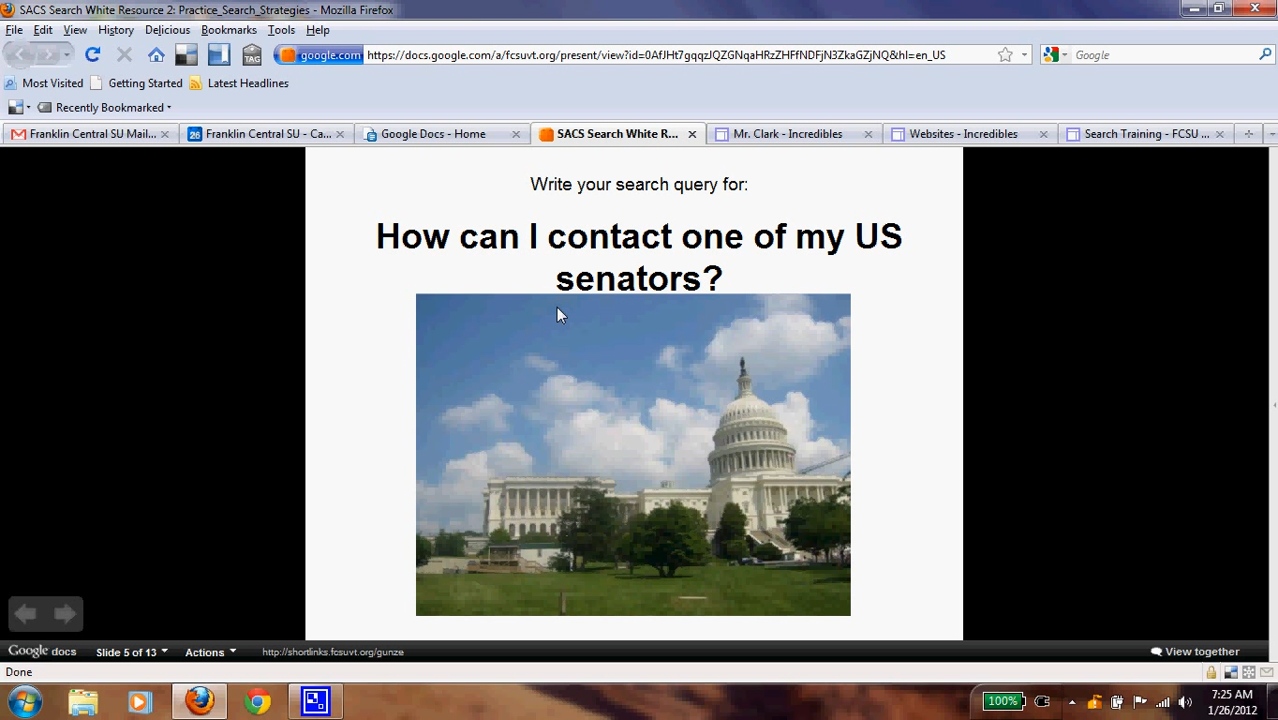 SACS Search White Resource 2: Practice_Search_Strategies - Mozilla Firefox
File Edit View History Delicious Bookmarks Tools Help
TAG google.com https://docs.google.com/a/fcsuvt.org/present/view?id=0AfJHt7gqqzJQZGNqaHRzZHFfNDFjN3ZkaGZjNQ&hl=en_US Google
Most Visited Getting Started Latest Headlines
Recently Bookmarked
Franklin Central SU Mail... 26 Franklin Central SU - Ca... Google Docs - Home SACS Search White R... Mr. Clark - Incredibles Websites - Incredibles Search Training - FCSU ...
Write your search query for:
How can I contact one of my US
senators?
Google docs Slide 5 of 13 Actions http://shortlinks.fcsuvt.org/gunze View together
Done
100% 7:25 AM
1/26/2012